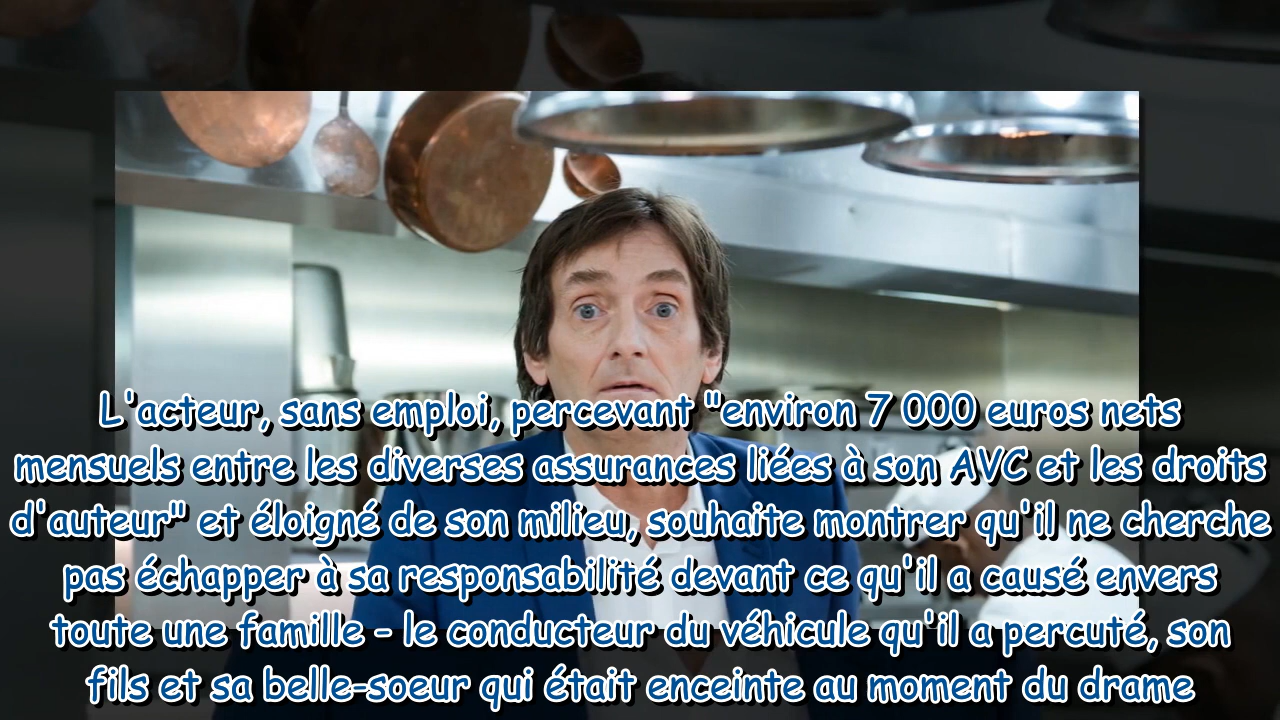 L'acteur, sans emploi, percevant "environ 7 000 euros nets
mensuels entre les diverses assurances liées à son AVC et les droits
d'auteur" et éloigné de son milieu, souhaite montrer qu'il ne cherche
pas échapper à sa responsabilité devant ce qu'il a causé envers
toute une famille - le conducteur du véhicule qu'il a percuté, son
fils et sa belle-soeur qui était enceinte au moment du drame